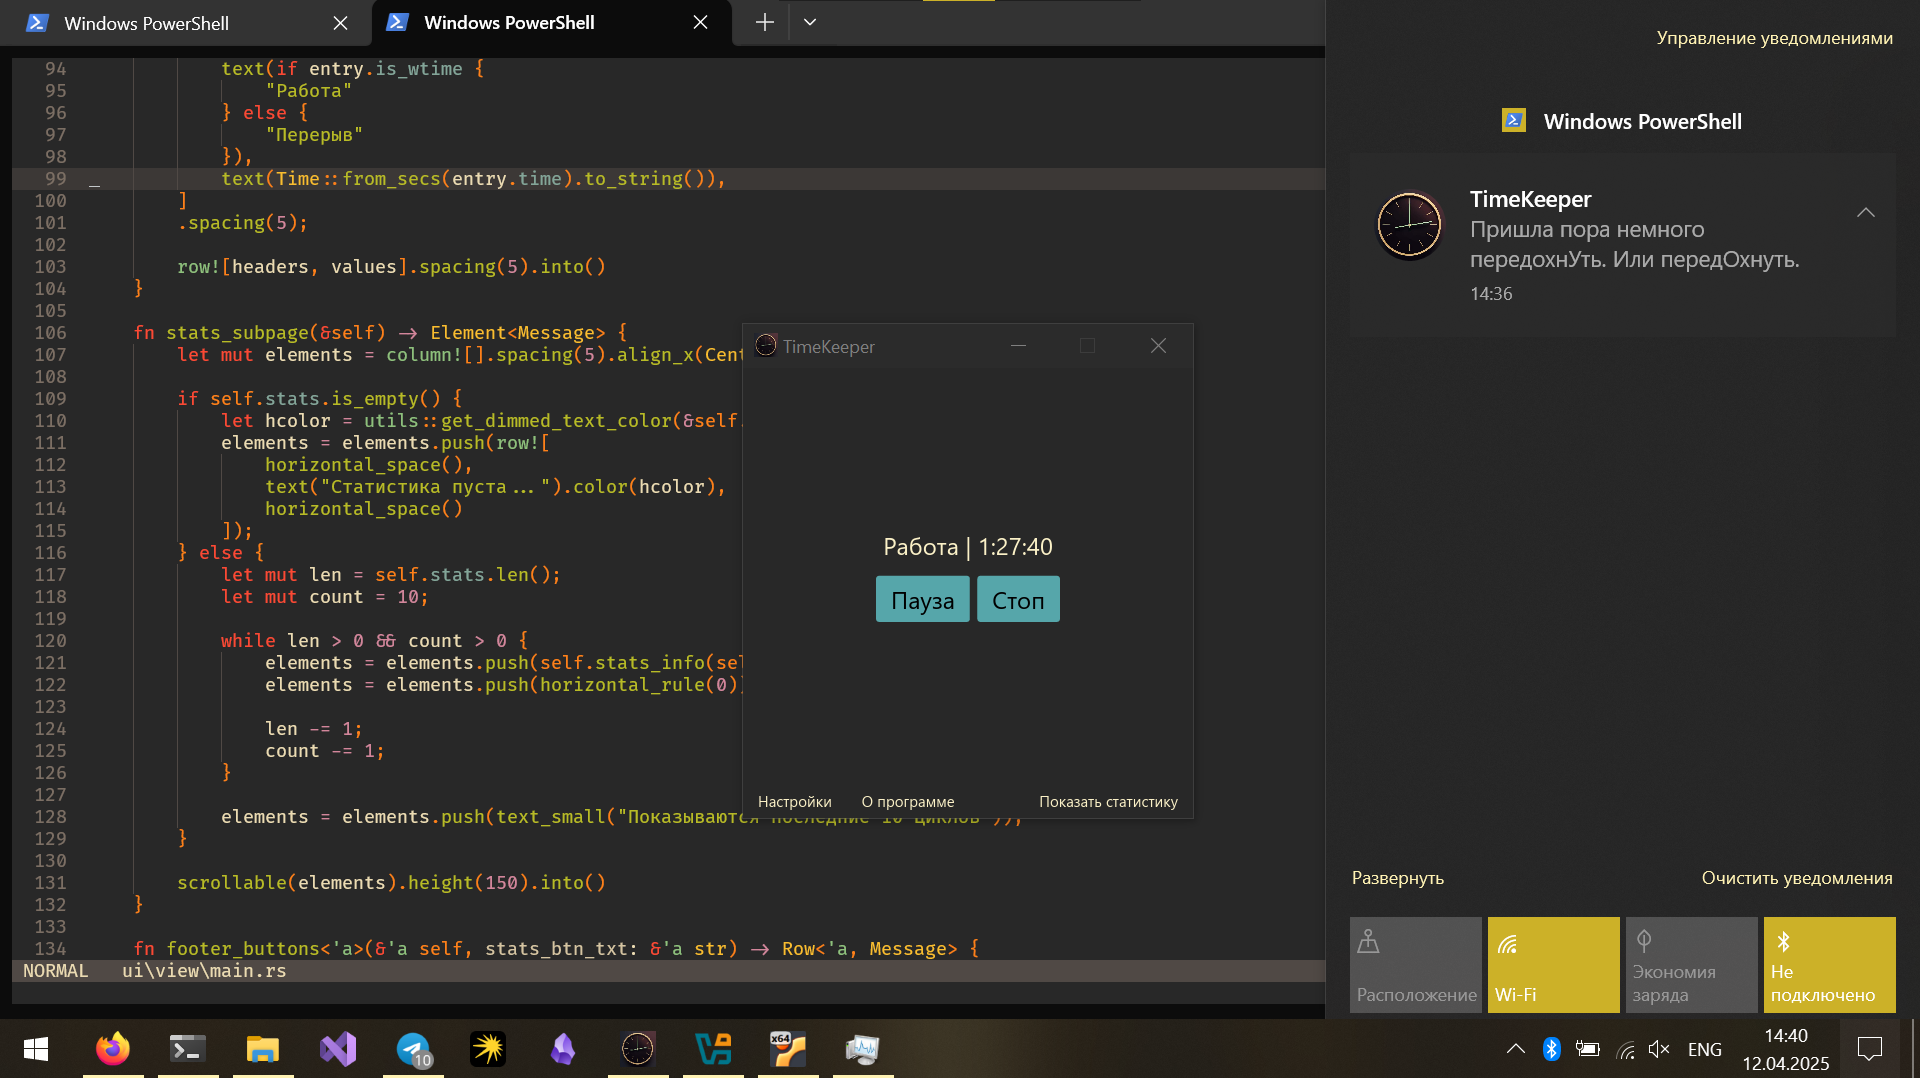 Windows PowerShell
Windows PowerShell
94 text(if entry.is_wtime {
95 "Работа"
96 } else {
97 "Перерыв"
98 }),
99 _ text(Time::from_secs(entry.time).to_string()),
100 ]
101 .spacing(5);
102
103 row![headers, values].spacing(5).into()
104 }
105
106 fn stats_subpage(&self) -> Element<Message> {
107 let mut elements = column![].spacing(5).align_x(Cent
108
109 if self.stats.is_empty() {
110 let hcolor = utils::get_dimmed_text_color(&self.
111 elements = elements.push(row![
112 horizontal_space(),
113 text("Статистика пуста...").color(hcolor),
114 horizontal_space()
115 ]);
116 } else {
117 let mut len = self.stats.len();
118 let mut count = 10;
119
120 while len > 0 && count > 0 {
121 elements = elements.push(self.stats_info(sel
122 elements = elements.push(horizontal_rule(0))
123
124 len -= 1;
125 count -= 1;
126 }
127
128 elements = elements.push(text_small("Показываются последние 10 циклов"));
129 }
130
131 scrollable(elements).height(150).into()
132 }
133
134 fn footer_buttons<'a>(&'a self, stats_btn_txt: &'a str) -> Row<'a, Message> {
NORMAL ui\view\main.rs
TimeKeeper
Работа | 1:27:40
Пауза Стоп
Настройки О программе Показать статистику
Управление уведомлениями
Windows PowerShell
TimeKeeper
Пришла пора немного
передохнУть. Или передОхнуть.
14:36
Развернуть Очистить уведомления
Расположение
Wi-Fi
Экономия
заряда
Не
подключено
10
x64
ENG
14:40
12.04.2025